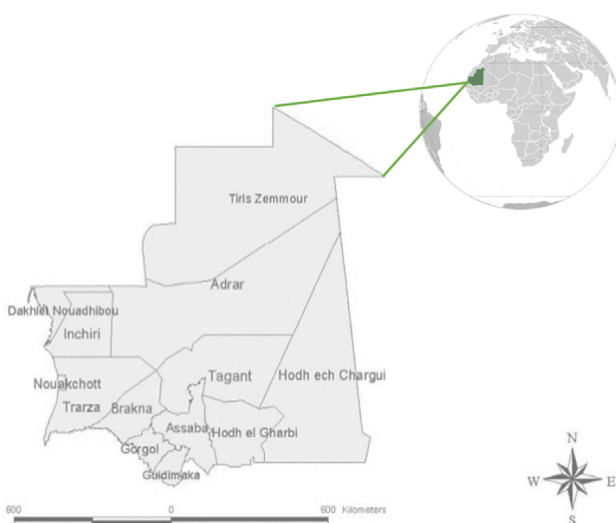 Tiris Zemmour
Adrar
Dakhlet Nouadhibou
Inchiri
Nouakchott
Tagant
Hodh ech Chargui
Trarza
Brakna
Assaba
Hodh el Gharbi
Gorgol
Guidimaka
N
W
E
S
600
0
600 Kilometers